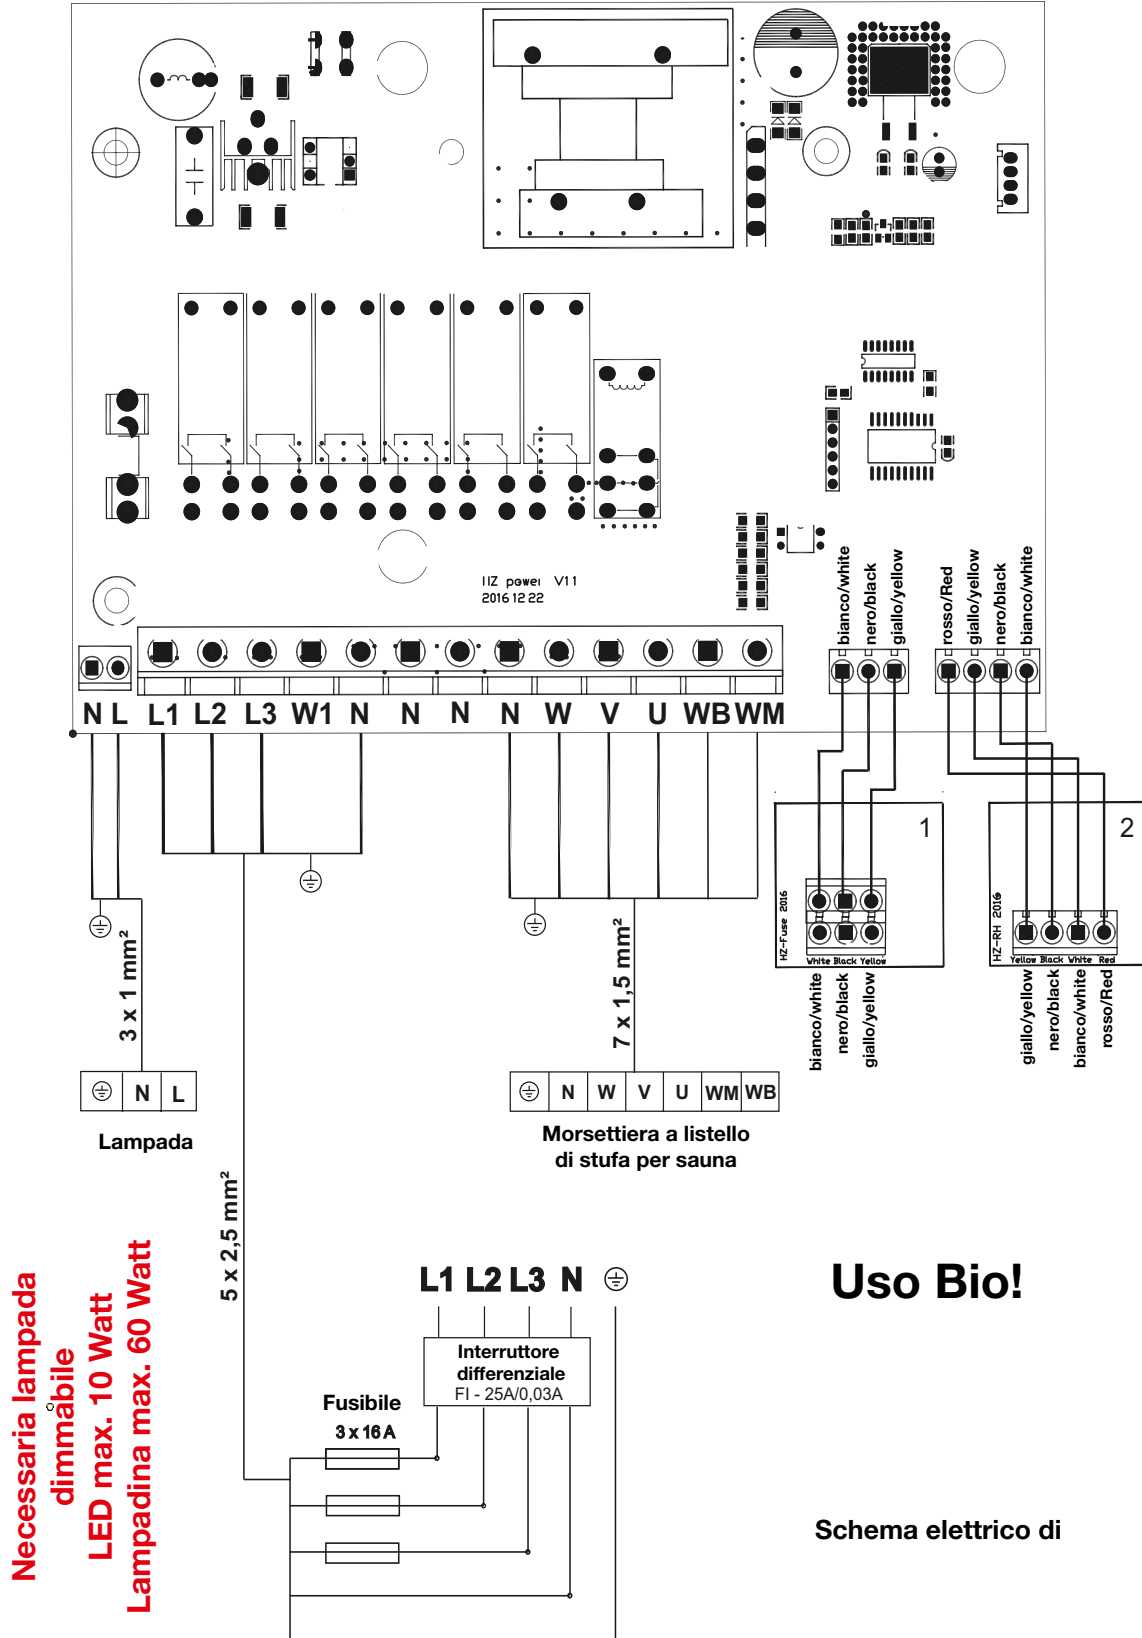 IIZ power V1 1
2016 12 22
bianco/white
nero/black
giallo/yellow
rosso/Red
giallo/yellow
nero/black
bianco/white
N L L1 L2 L3 W1 N N N N W V U WB WM
1
2
HZ-Fuse 2016
White Black Yellow
HZ-RH 2016
Yellow Black White Red
bianco/white
nero/black
giallo/yellow
giallo/yellow
nero/black
bianco/white
rosso/Red
3 x 1 mm²
7 x 1,5 mm²
N L
Lampada
N W V U WM WB
Morsettiera a listello
di stufa per sauna
5 x 2,5 mm²
L1 L2 L3 N
Interruttore
differenziale
FI - 25A/0,03A
Fusibile
3 x 16 A
Uso Bio!
Necessaria lampada
dimmabile
LED max. 10 Watt
Lampadina max. 60 Watt
Schema elettrico di